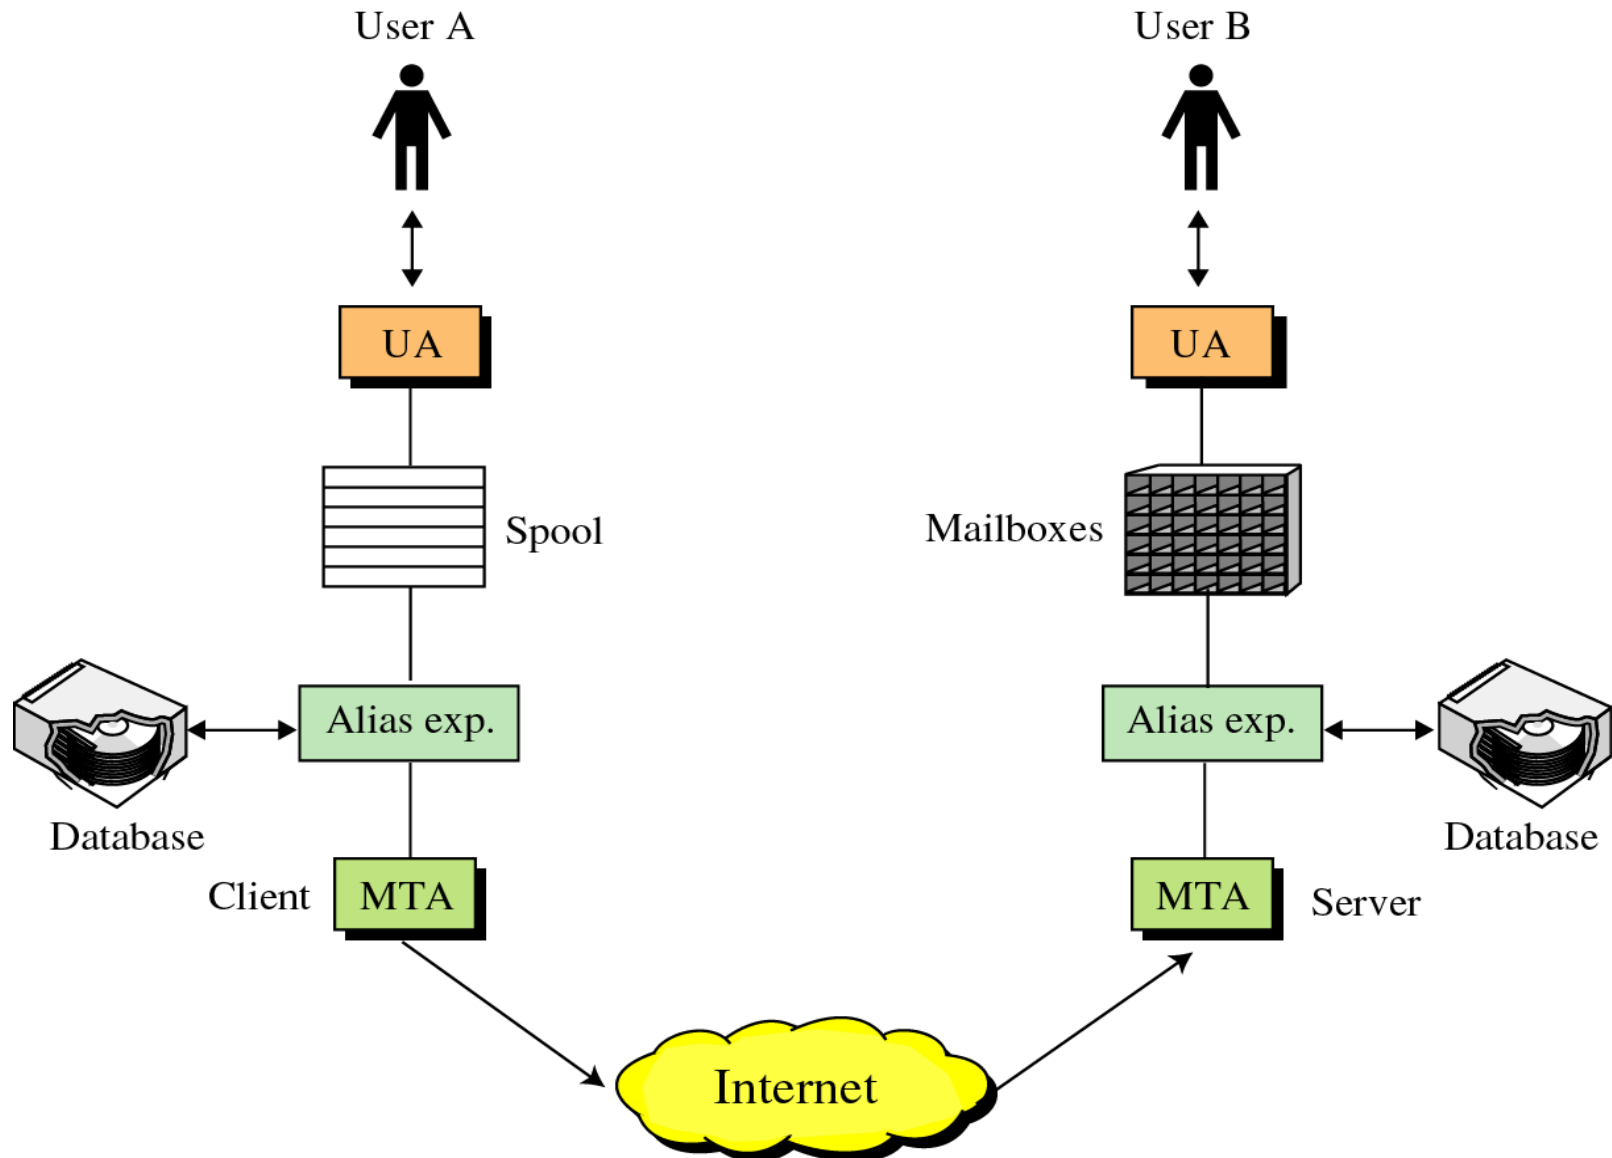 User A
User B
UA
UA
Spool
Mailboxes
Alias exp.
Alias exp.
Database
Database
Client
MTA
MTA
Server
Internet